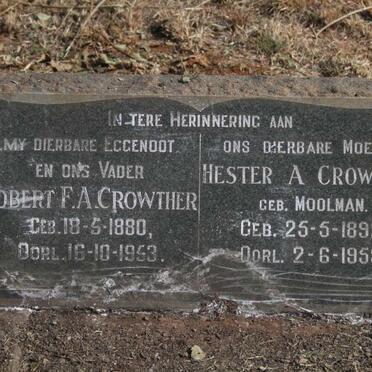 In tere Herinnering aan
my dierbare Eggenoot
en ons Vader
obert F.A. Crowther
Geb. 18-5-1880,
Oorl. 16-10-1953.
ons dierbare Moe
Hester A Crow
geb. Moolman.
Geb. 25-5-189
Oorl. 2-6-195